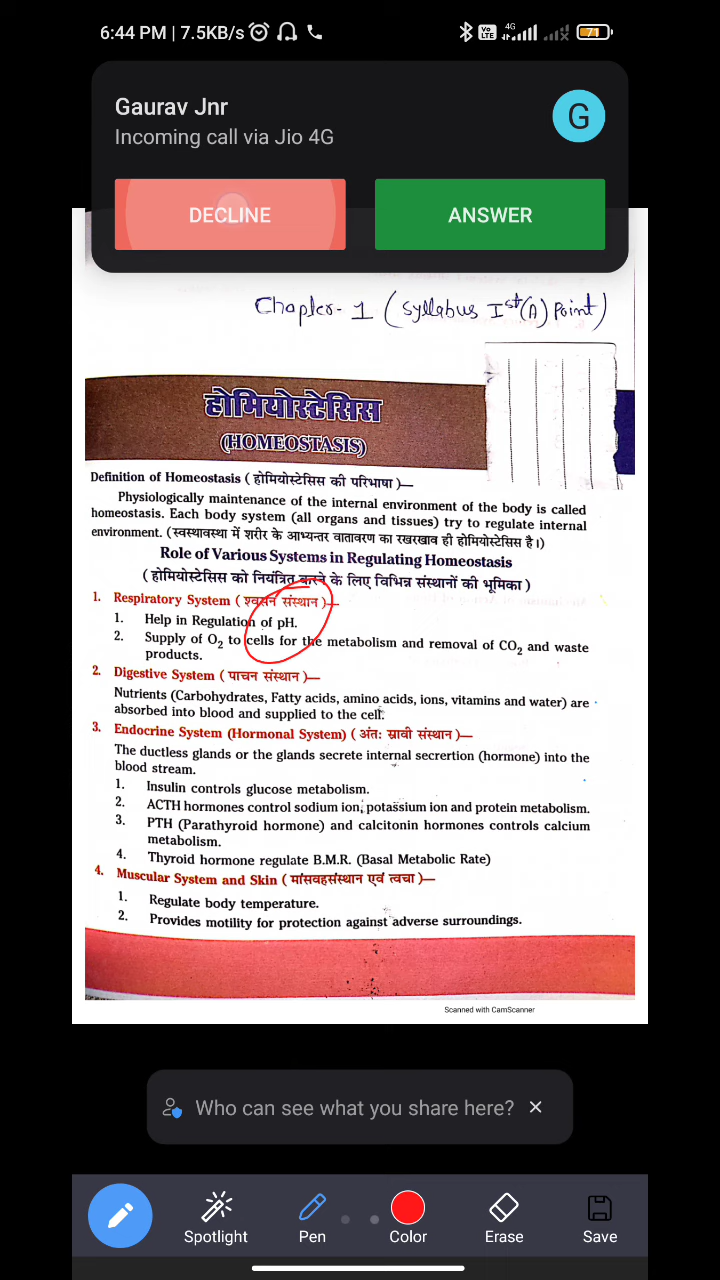 6:44 PM | 7.5KB/s
Vo LTE 4G 71
Gaurav Jnr
Incoming call via Jio 4G
G
DECLINE
ANSWER
Chapter- 1 (Syllabus Ist(A) Point)
होमियोस्टेसिस
(HOMEOSTASIS)
Definition of Homeostasis (होमियोस्टेसिस की परिभाषा)—
Physiologically maintenance of the internal environment of the body is called
homeostasis. Each body system (all organs and tissues) try to regulate internal
environment. (स्वस्थावस्था में शरीर के आभ्यन्तर वातावरण का रखरखाव ही होमियोस्टेसिस है।)
Role of Various Systems in Regulating Homeostasis
(होमियोस्टेसिस को नियंत्रित करने के लिए विभिन्न संस्थानों की भूमिका)
1. Respiratory System (श्वसन संस्थान)—
1. Help in Regulation of pH.
2. Supply of O2 to cells for the metabolism and removal of CO2 and waste
products.
2. Digestive System (पाचन संस्थान)—
Nutrients (Carbohydrates, Fatty acids, amino acids, ions, vitamins and water) are
absorbed into blood and supplied to the cell.
3. Endocrine System (Hormonal System) (अंतः स्रावी संस्थान)—
The ductless glands or the glands secrete internal secrertion (hormone) into the
blood stream.
1. Insulin controls glucose metabolism.
2. ACTH hormones control sodium ion, potassium ion and protein metabolism.
3. PTH (Parathyroid hormone) and calcitonin hormones controls calcium
metabolism.
4. Thyroid hormone regulate B.M.R. (Basal Metabolic Rate)
4. Muscular System and Skin (मांसवहसंस्थान एवं त्वचा)—
1. Regulate body temperature.
2. Provides motility for protection against adverse surroundings.
Scanned with CamScanner
Who can see what you share here? ×
Spotlight Pen Color Erase Save